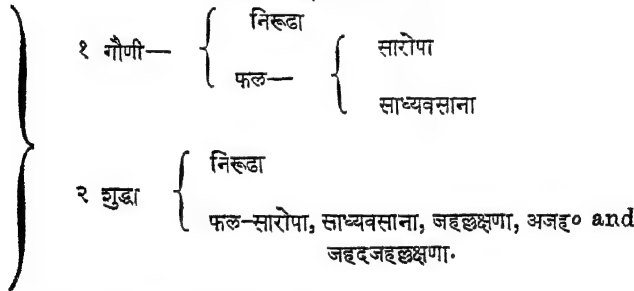 निरूढा
१ गौणी—
सारोपा
फल—
साध्यवसाना
निरूढा
२ शुद्धा
फल-सारोपा, साध्यवसाना, जहल्लक्षणा, अजह० and
जहदजहल्लक्षणा.